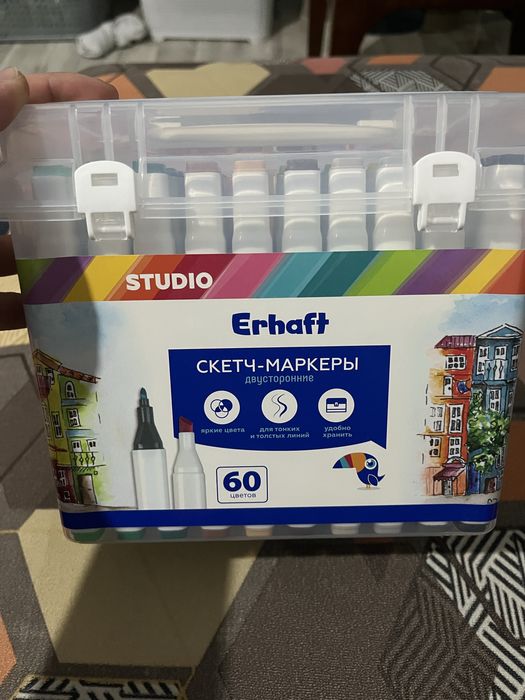 STUDIO
Erhaft
СКЕТЧ-МАРКЕРЫ
двусторонние
яркие цвета
для тонких
и толстых линий
удобно
хранить
60
цветов